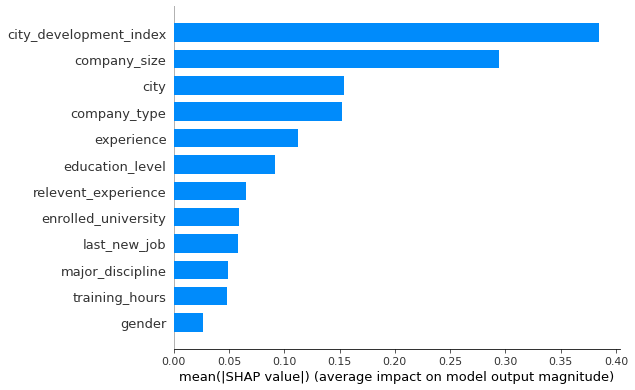 city_development_index
company_size
city
company_type
experience
education_level
relevent_experience
enrolled_university
last_new_job
major_discipline
training_hours
gender
0.00 0.05 0.10 0.15 0.20 0.25 0.30 0.35 0.40
mean(|SHAP value|) (average impact on model output magnitude)